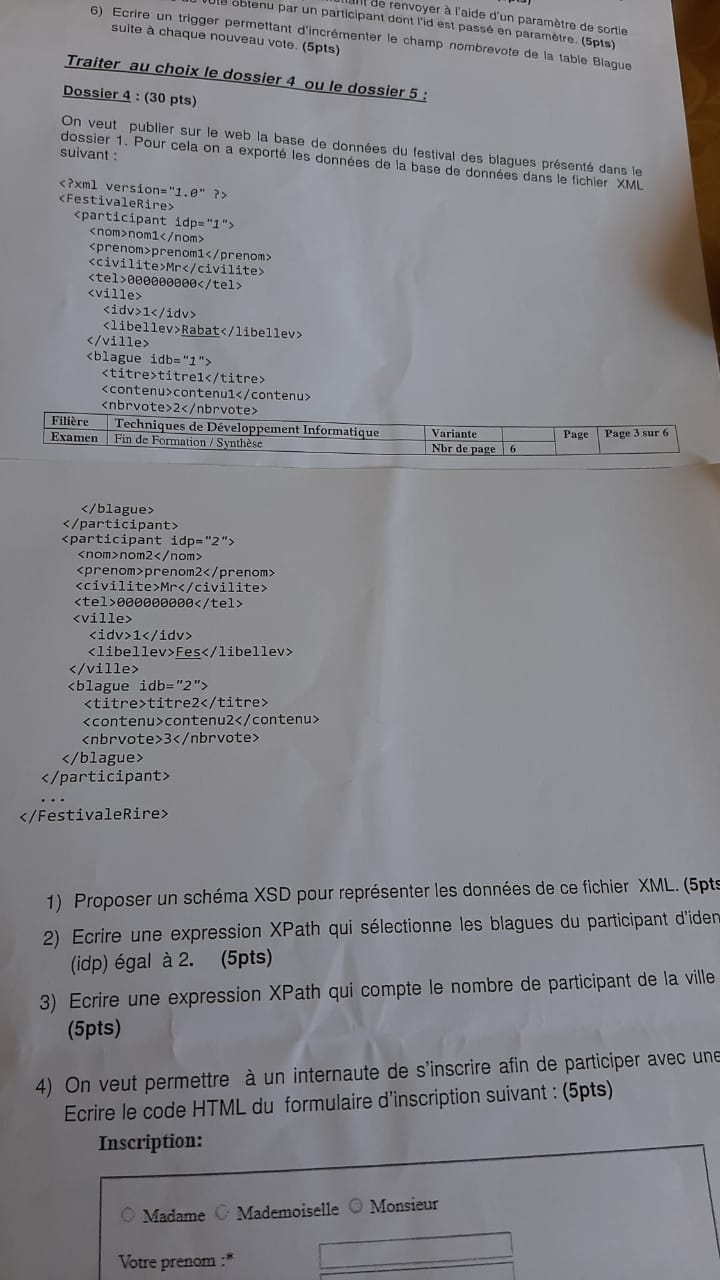 de renvoyer à l'aide d'un paramètre de sortie
obtenu par un participant dont l'id est passé en paramètre. (5pts)
6) Ecrire un trigger permettant d'incrémenter le champ nombrevote de la table Blague
suite à chaque nouveau vote. (5pts)
Traiter au choix le dossier 4 ou le dossier 5 :
Dossier 4 : (30 pts)
On veut publier sur le web la base de données du festival des blagues présenté dans le
dossier 1. Pour cela on a exporté les données de la base de données dans le fichier XML
suivant :
<?xml version="1.0" ?>
<FestivaleRire>
<participant idp="1">
<nom>nom1</nom>
<prenom>prenom1</prenom>
<civilite>Mr</civilite>
<tel>000000000</tel>
<ville>
<idv>1</idv>
<libellev>Rabat</libellev>
</ville>
<blague idb="1">
<titre>titre1</titre>
<contenu>contenu1</contenu>
<nbrvote>2</nbrvote>
Filière Techniques de Développement Informatique Variante Page Page 3 sur 6
Examen Fin de Formation / Synthèse Nbr de page 6
</blague>
</participant>
<participant idp="2">
<nom>nom2</nom>
<prenom>prenom2</prenom>
<civilite>Mr</civilite>
<tel>000000000</tel>
<ville>
<idv>1</idv>
<libellev>Fes</libellev>
</ville>
<blague idb="2">
<titre>titre2</titre>
<contenu>contenu2</contenu>
<nbrvote>3</nbrvote>
</blague>
</participant>
...
</FestivaleRire>
1) Proposer un schéma XSD pour représenter les données de ce fichier XML. (5pts
2) Ecrire une expression XPath qui sélectionne les blagues du participant d'iden
(idp) égal à 2. (5pts)
3) Ecrire une expression XPath qui compte le nombre de participant de la ville
(5pts)
4) On veut permettre à un internaute de s'inscrire afin de participer avec une
Ecrire le code HTML du formulaire d'inscription suivant : (5pts)
Inscription:
Madame Mademoiselle Monsieur
Votre prenom :*